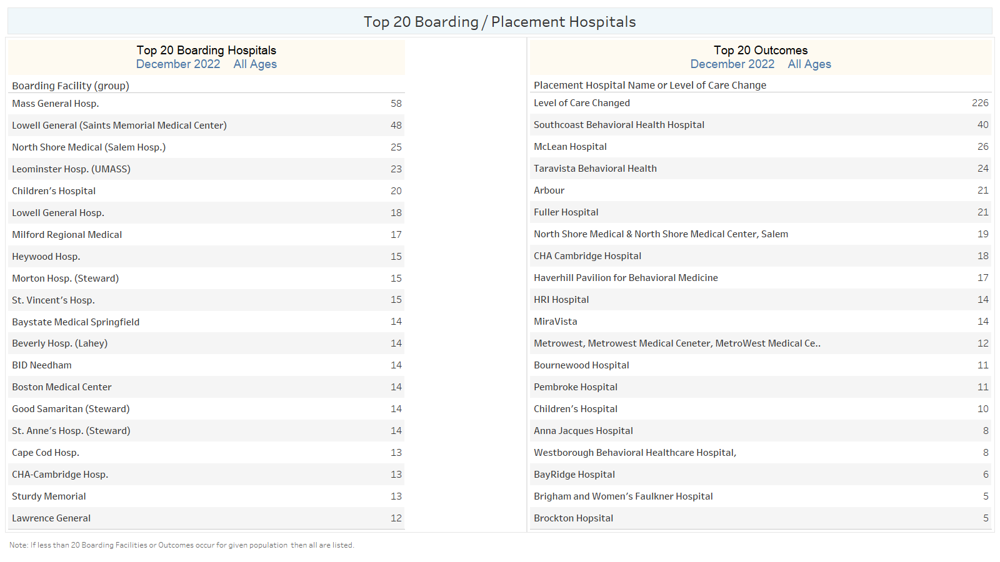 Top 20 Boarding / Placement Hospitals
Top 20 Boarding Hospitals
December 2022 All Ages
Boarding Facility (group)
Mass General Hosp. 58
Lowell General (Saints Memorial Medical Center) 48
North Shore Medical (Salem Hosp.) 25
Leominster Hosp. (UMASS) 23
Children's Hospital 20
Lowell General Hosp. 18
Milford Regional Medical 17
Heywood Hosp. 15
Morton Hosp. (Steward) 15
St. Vincent's Hosp. 15
Baystate Medical Springfield 14
Beverly Hosp. (Lahey) 14
BID Needham 14
Boston Medical Center 14
Good Samaritan (Steward) 14
St. Anne's Hosp. (Steward) 14
Cape Cod Hosp. 13
CHA-Cambridge Hosp. 13
Sturdy Memorial 13
Lawrence General 12
Top 20 Outcomes
December 2022 All Ages
Placement Hospital Name or Level of Care Change
Level of Care Changed 226
Southcoast Behavioral Health Hospital 40
McLean Hospital 26
Taravista Behavioral Health 24
Arbour 21
Fuller Hospital 21
North Shore Medical & North Shore Medical Center, Salem 19
CHA Cambridge Hospital 18
Haverhill Pavilion for Behavioral Medicine 17
HRI Hospital 14
MiraVista 14
Metrowest, Metrowest Medical Ceneter, MetroWest Medical Ce.. 12
Bournewood Hospital 11
Pembroke Hospital 11
Children's Hospital 10
Anna Jacques Hospital 8
Westborough Behavioral Healthcare Hospital, 8
BayRidge Hospital 6
Brigham and Women's Faulkner Hospital 5
Brockton Hopsital 5
Note: If less than 20 Boarding Facilities or Outcomes occur for given population then all are listed.